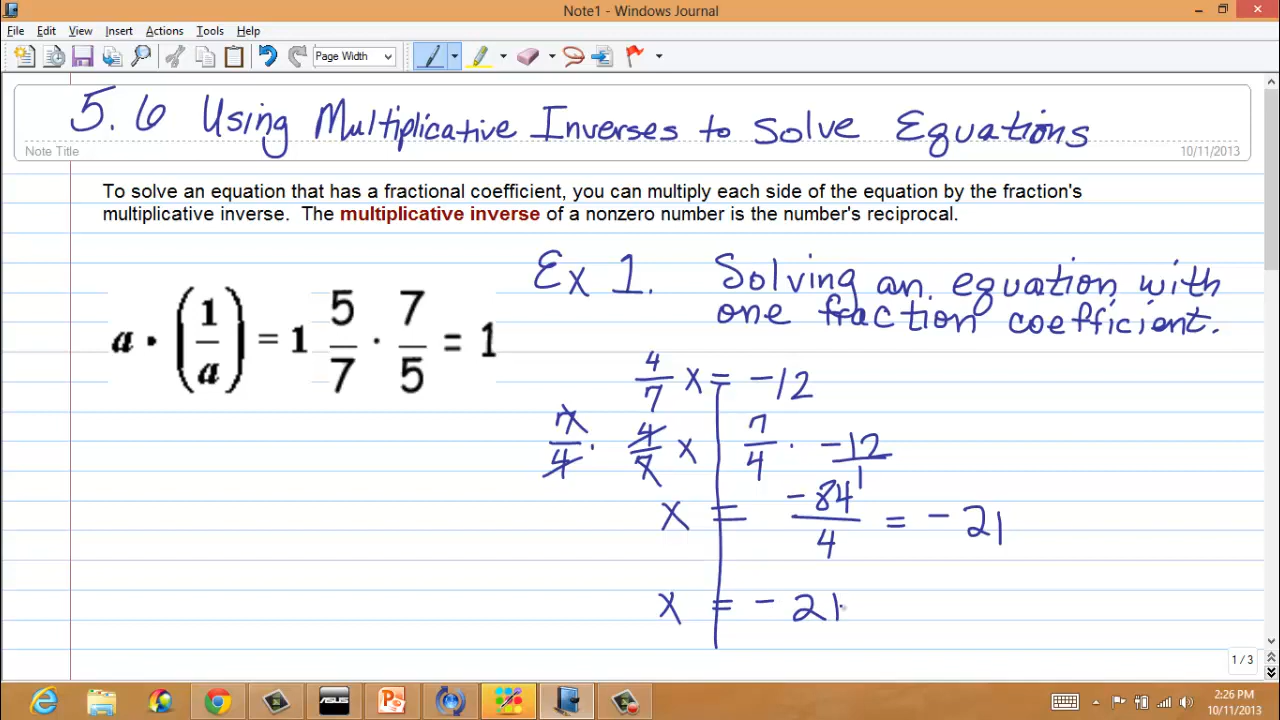 Note1 - Windows Journal
File Edit View Insert Actions Tools Help
Page Width
5.6 Using Multiplicative Inverses to Solve Equations
Note Title
10/11/2013
To solve an equation that has a fractional coefficient, you can multiply each side of the equation by the fraction's
multiplicative inverse. The multiplicative inverse of a nonzero number is the number's reciprocal.
Ex 1. Solving an equation with
one fraction coefficient.
a · (1/a) = 1
5/7 · 7/5 = 1
4/7 x = -12
7/4 · 4/7 x 7/4 · -12/1
x = -84/4 = -21
x = -21
1 / 3
ASUS
2:26 PM
10/11/2013